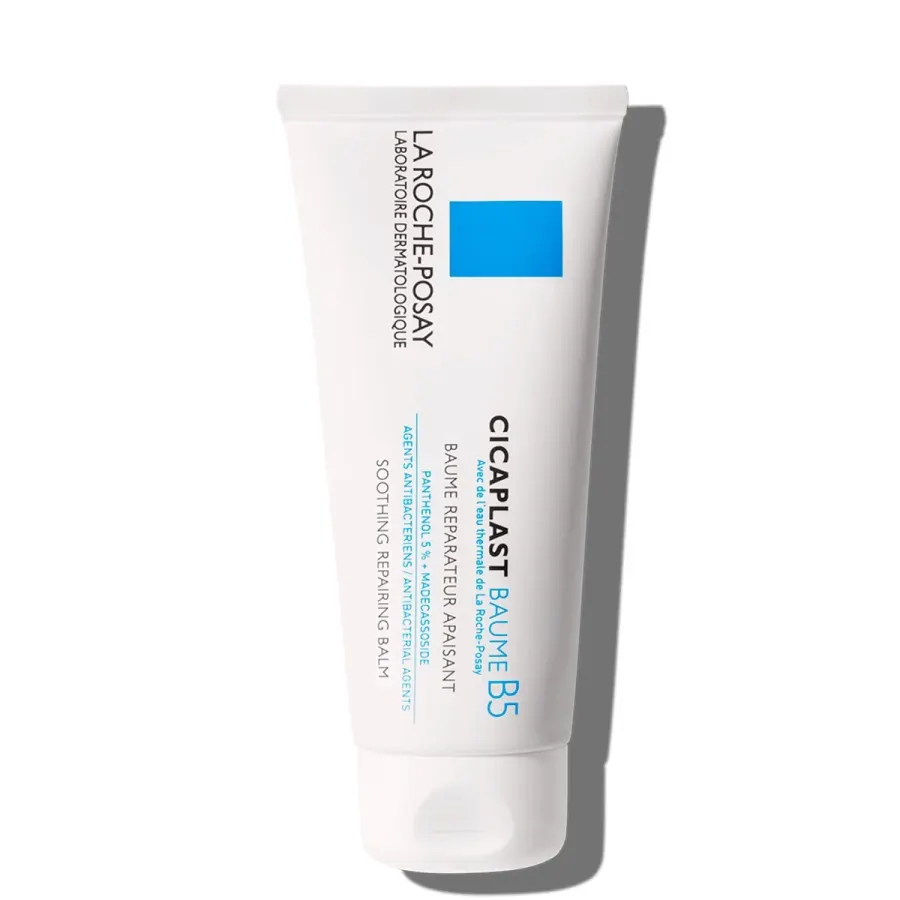 LA ROCHE-POSAY
LABORATOIRE DERMATOLOGIQUE
CICAPLAST BAUME B5
Avec de l'eau thermale de La Roche-Posay
BAUME REPARATEUR APAISANT
PANTHENOL 5 % + MADECASSOSIDE
AGENTS ANTIBACTERIENS / ANTIBACTERIAL AGENTS
SOOTHING REPAIRING BALM